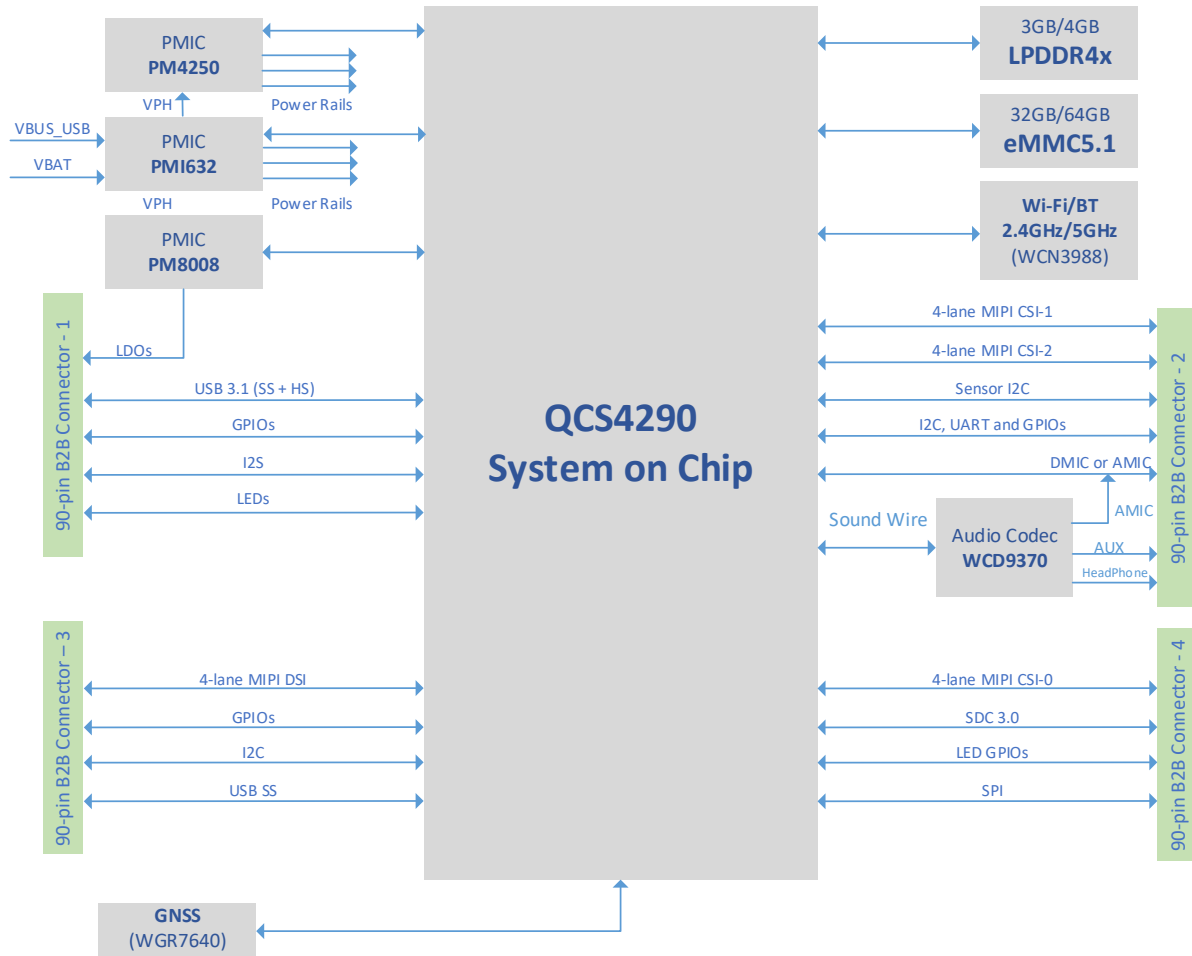 PMIC
PM4250
VPH
Power Rails
VBUS_USB
VBAT
PMIC
PMI632
VPH
Power Rails
PMIC
PM8008
90-pin B2B Connector - 1
LDOs
USB 3.1 (SS + HS)
GPIOs
I2S
LEDs
90-pin B2B Connector – 3
4-lane MIPI DSI
GPIOs
I2C
USB SS
GNSS
(WGR7640)
QCS4290
System on Chip
3GB/4GB
LPDDR4x
32GB/64GB
eMMC5.1
Wi-Fi/BT
2.4GHz/5GHz
(WCN3988)
4-lane MIPI CSI-1
4-lane MIPI CSI-2
Sensor I2C
I2C, UART and GPIOs
DMIC or AMIC
Sound Wire
Audio Codec
WCD9370
AMIC
AUX
HeadPhone
90-pin B2B Connector - 2
4-lane MIPI CSI-0
SDC 3.0
LED GPIOs
SPI
90-pin B2B Connector - 4